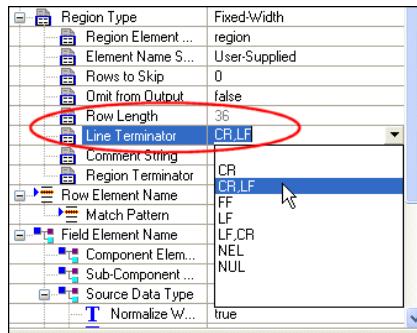 Region Type Fixed-Width
Region Element ... region
Element Name S... User-Supplied
Rows to Skip 0
Omit from Output false
Row Length 36
Line Terminator CR,LF
Comment String
Region Terminator
CR
CR,LF
FF
LF
LF,CR
NEL
NUL
Row Element Name
Match Pattern
Field Element Name
Component Elem...
Sub-Component ...
Source Data Type
Normalize W... true